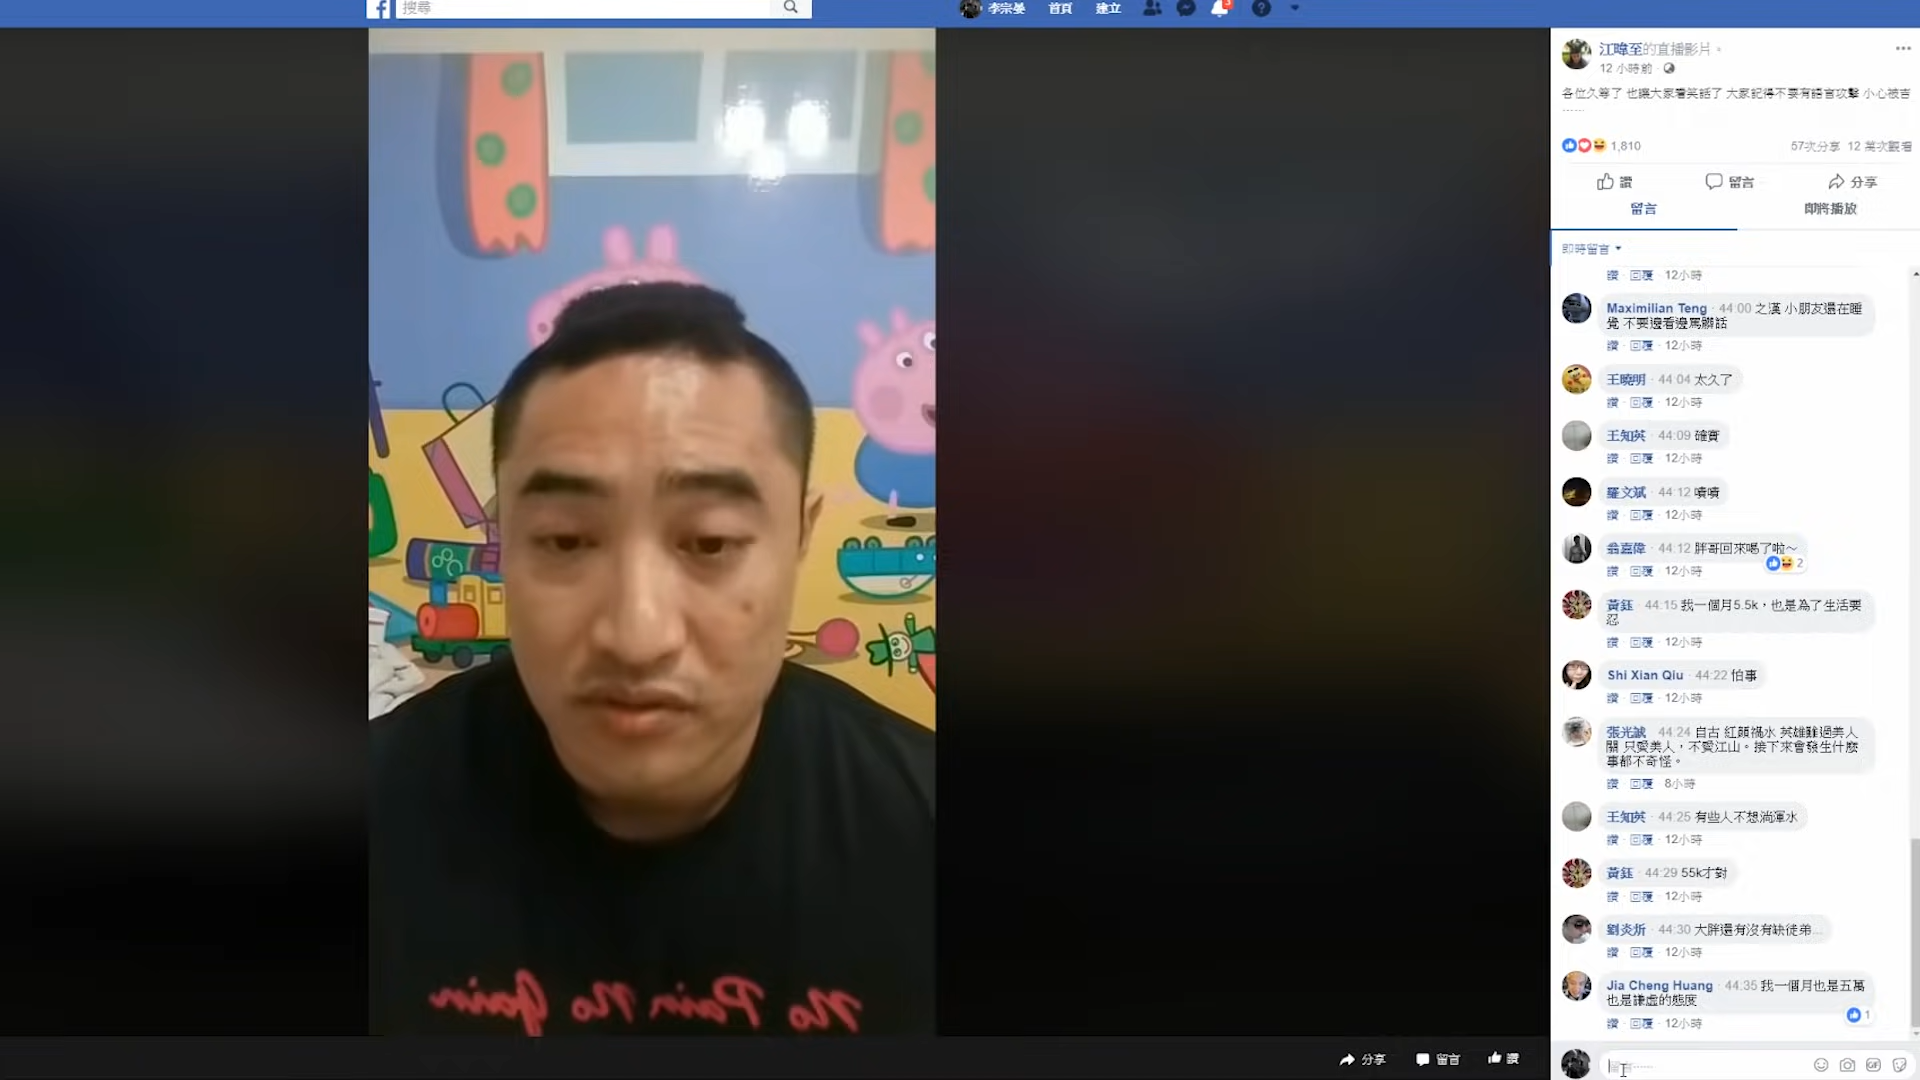 搜尋
李宗晏 首頁 建立
3
江暐至的直播影片。
12 小時前
各位久等了 也讓大家看笑話了 大家記得不要有語言攻擊 小心被吉
1,810
57次分享 12 萬次觀看
讚 留言 分享
留言 即將播放
即時留言
讚 · 回覆 · 12小時
Maximilian Teng · 44:00 之漢 小朋友還在睡
覺 不要邊看邊罵髒話
讚 · 回覆 · 12小時
王曉明 · 44:04 太久了
讚 · 回覆 · 12小時
王知英 · 44:09 確實
讚 · 回覆 · 12小時
羅文斌 · 44:12 嘖嘖
讚 · 回覆 · 12小時
翁嘉偉 · 44:12 胖哥回來喝了啦～
2
讚 · 回覆 · 12小時
黃鈺 · 44:15 我一個月5.5k，也是為了生活要
忍
讚 · 回覆 · 12小時
Shi Xian Qiu · 44:22 怕事
讚 · 回覆 · 12小時
張光誠 · 44:24 自古 紅顏禍水 英雄難過美人
關 只愛美人，不愛江山。接下來會發生什麼
事都不奇怪。
讚 · 回覆 · 8小時
王知英 · 44:25 有些人不想淌渾水
讚 · 回覆 · 12小時
黃鈺 · 44:29 55k才對
讚 · 回覆 · 12小時
劉炎炘 · 44:30 大胖還有沒有缺徒弟...
讚 · 回覆 · 12小時
Jia Cheng Huang · 44:35 我一個月也是五萬
也是謙虛的態度
1
讚 · 回覆 · 12小時
No Pain No Gain
分享 留言 讚
GIF